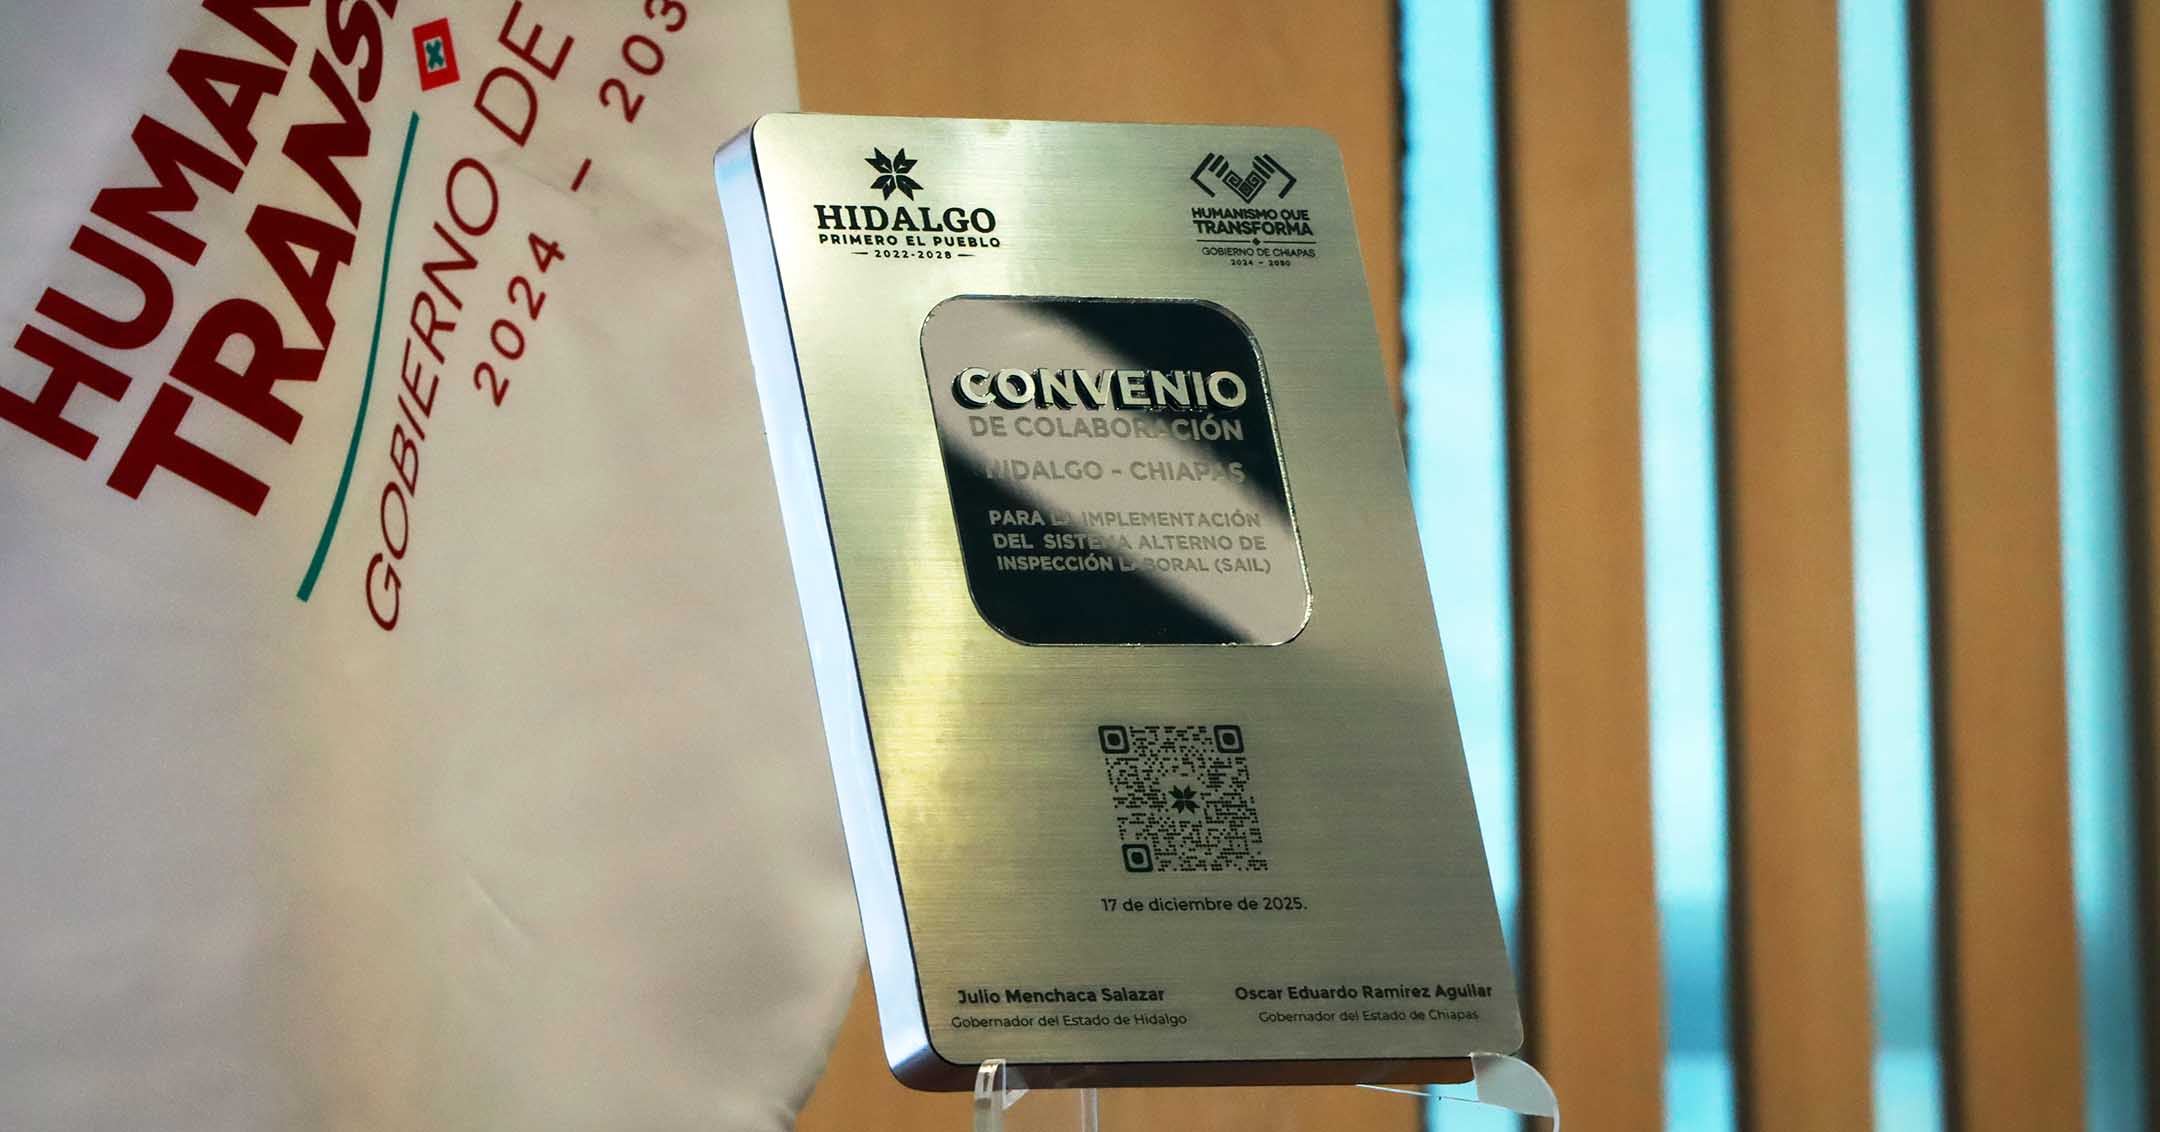 HUMAN
TRANS
GOBIERNO DE
2024 - 203
HIDALGO
PRIMERO EL PUEBLO
2022-2028
HUMANISMO QUE
TRANSFORMA
GOBIERNO DE CHIAPAS
2024 - 2030
CONVENIO
DE COLABORACIÓN
HIDALGO - CHIAPAS
PARA LA IMPLEMENTACIÓN
DEL SISTEMA ALTERNO DE
INSPECCIÓN LABORAL (SAIL)
17 de diciembre de 2025.
Julio Menchaca Salazar
Gobernador del Estado de Hidalgo
Oscar Eduardo Ramírez Aguilar
Gobernador del Estado de Chiapas